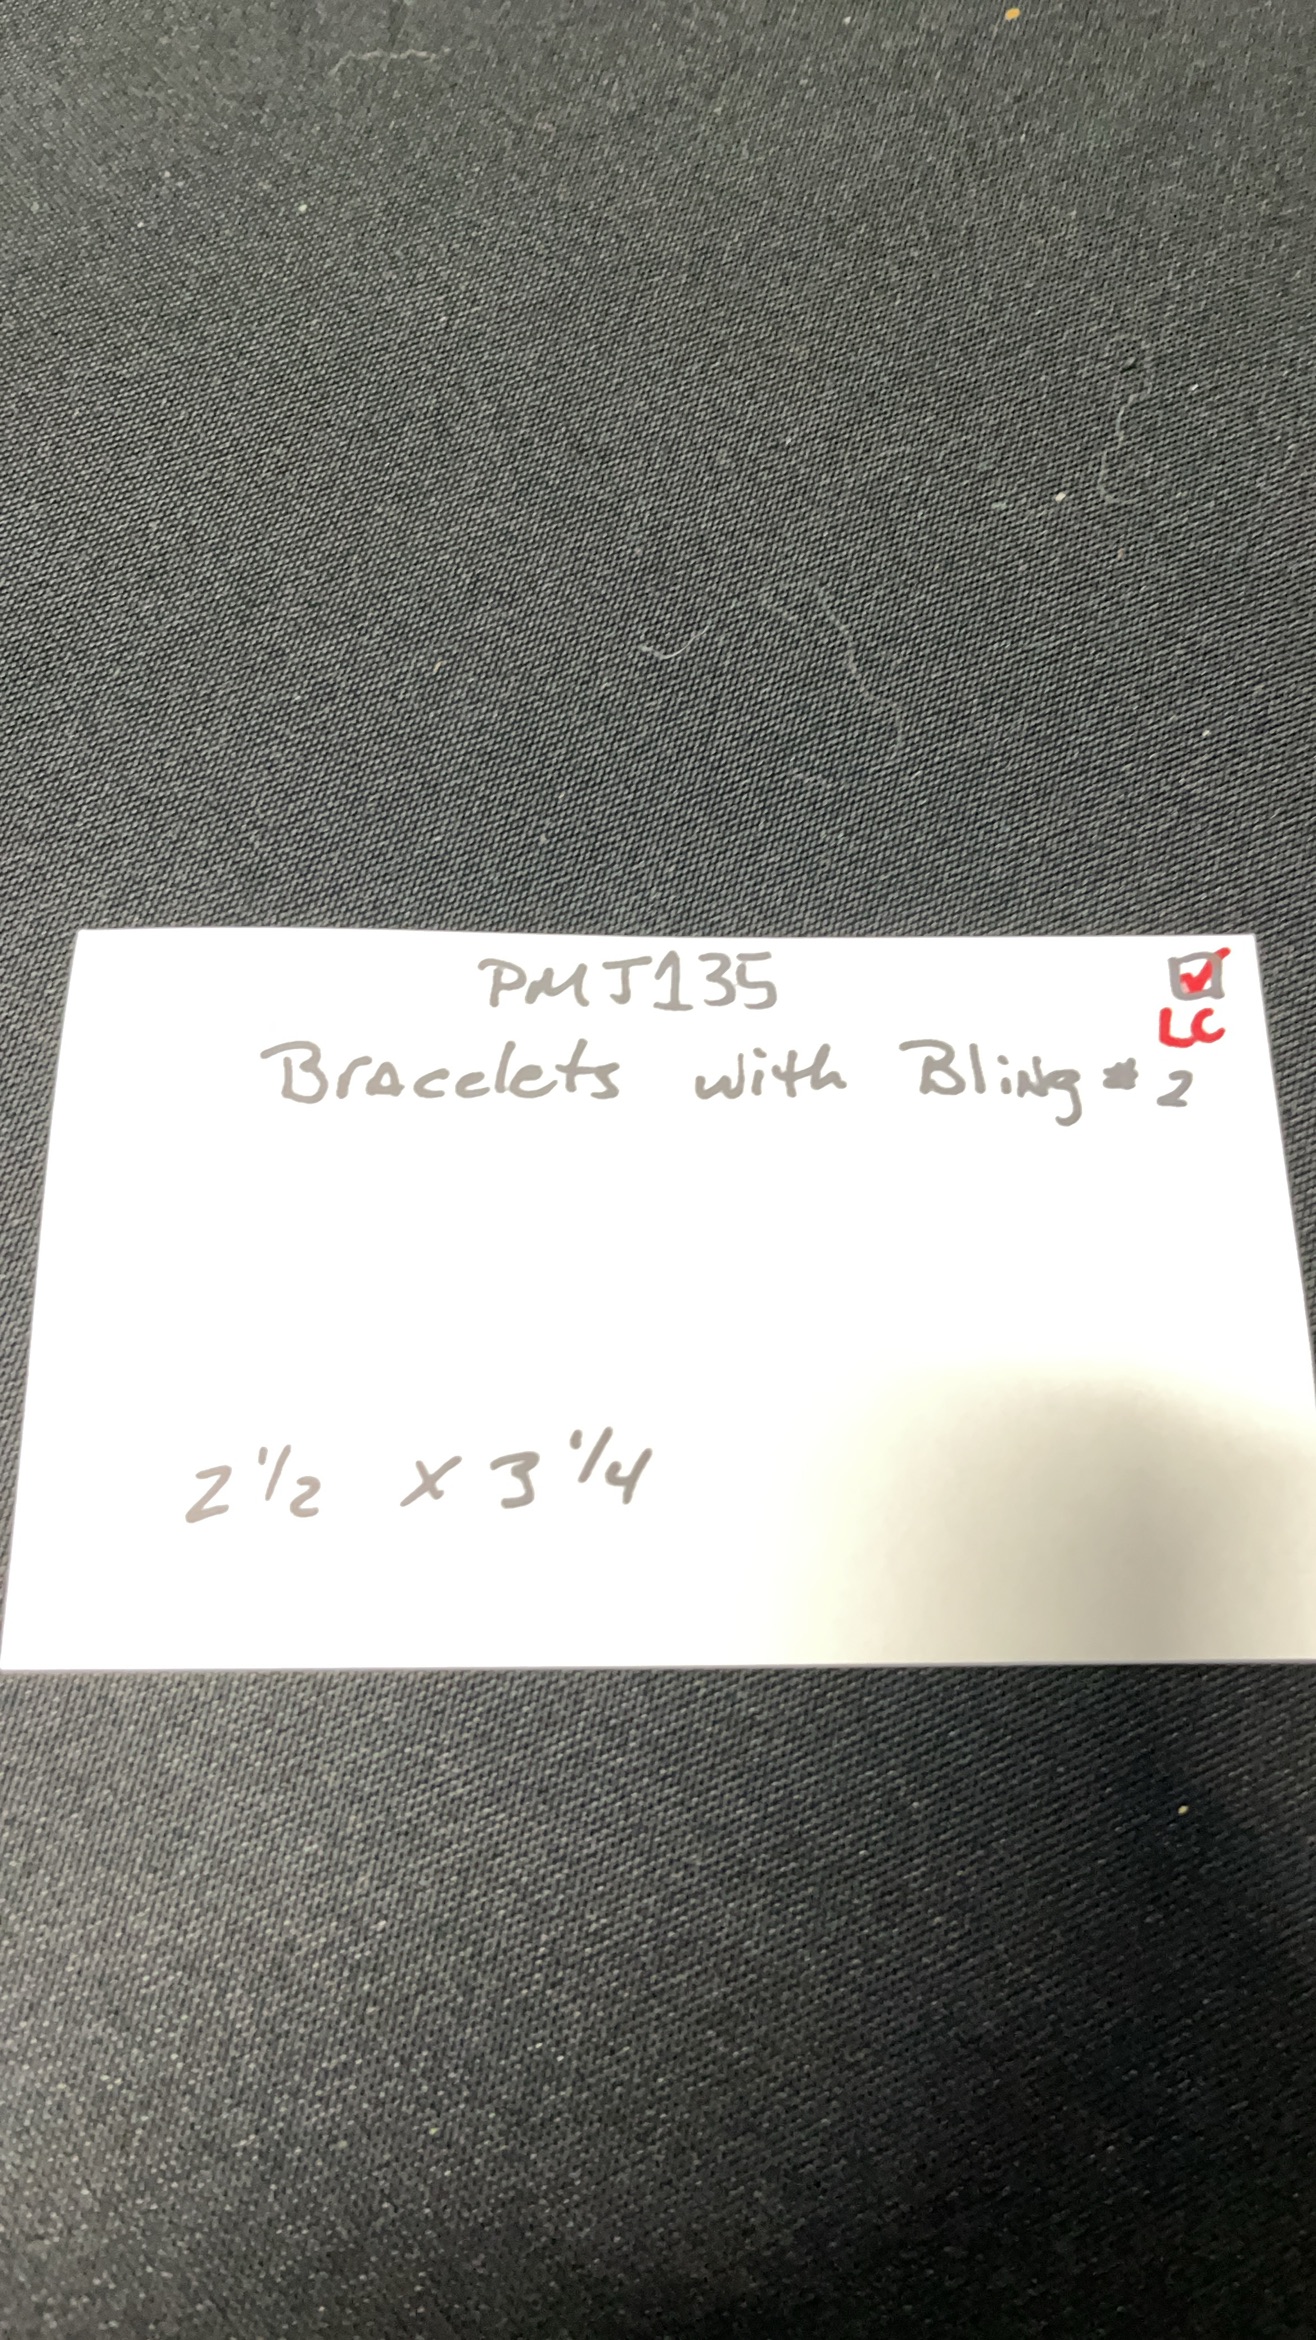 PMJ135
☑
LC
Bracelets with Bling # 2
2 1/2 x 3 1/4